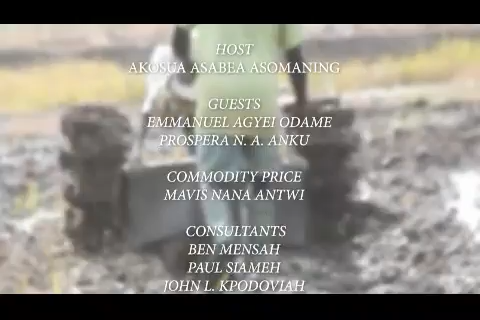 HOST
AKOSUA ASABEA ASOMANING
GUESTS
EMMANUEL AGYEI ODAME
PROSPERA N. A. ANKU
COMMODITY PRICE
MAVIS NANA ANTWI
CONSULTANTS
BEN MENSAH
PAUL SIAMEH
JOHN L. KPODOVIAH